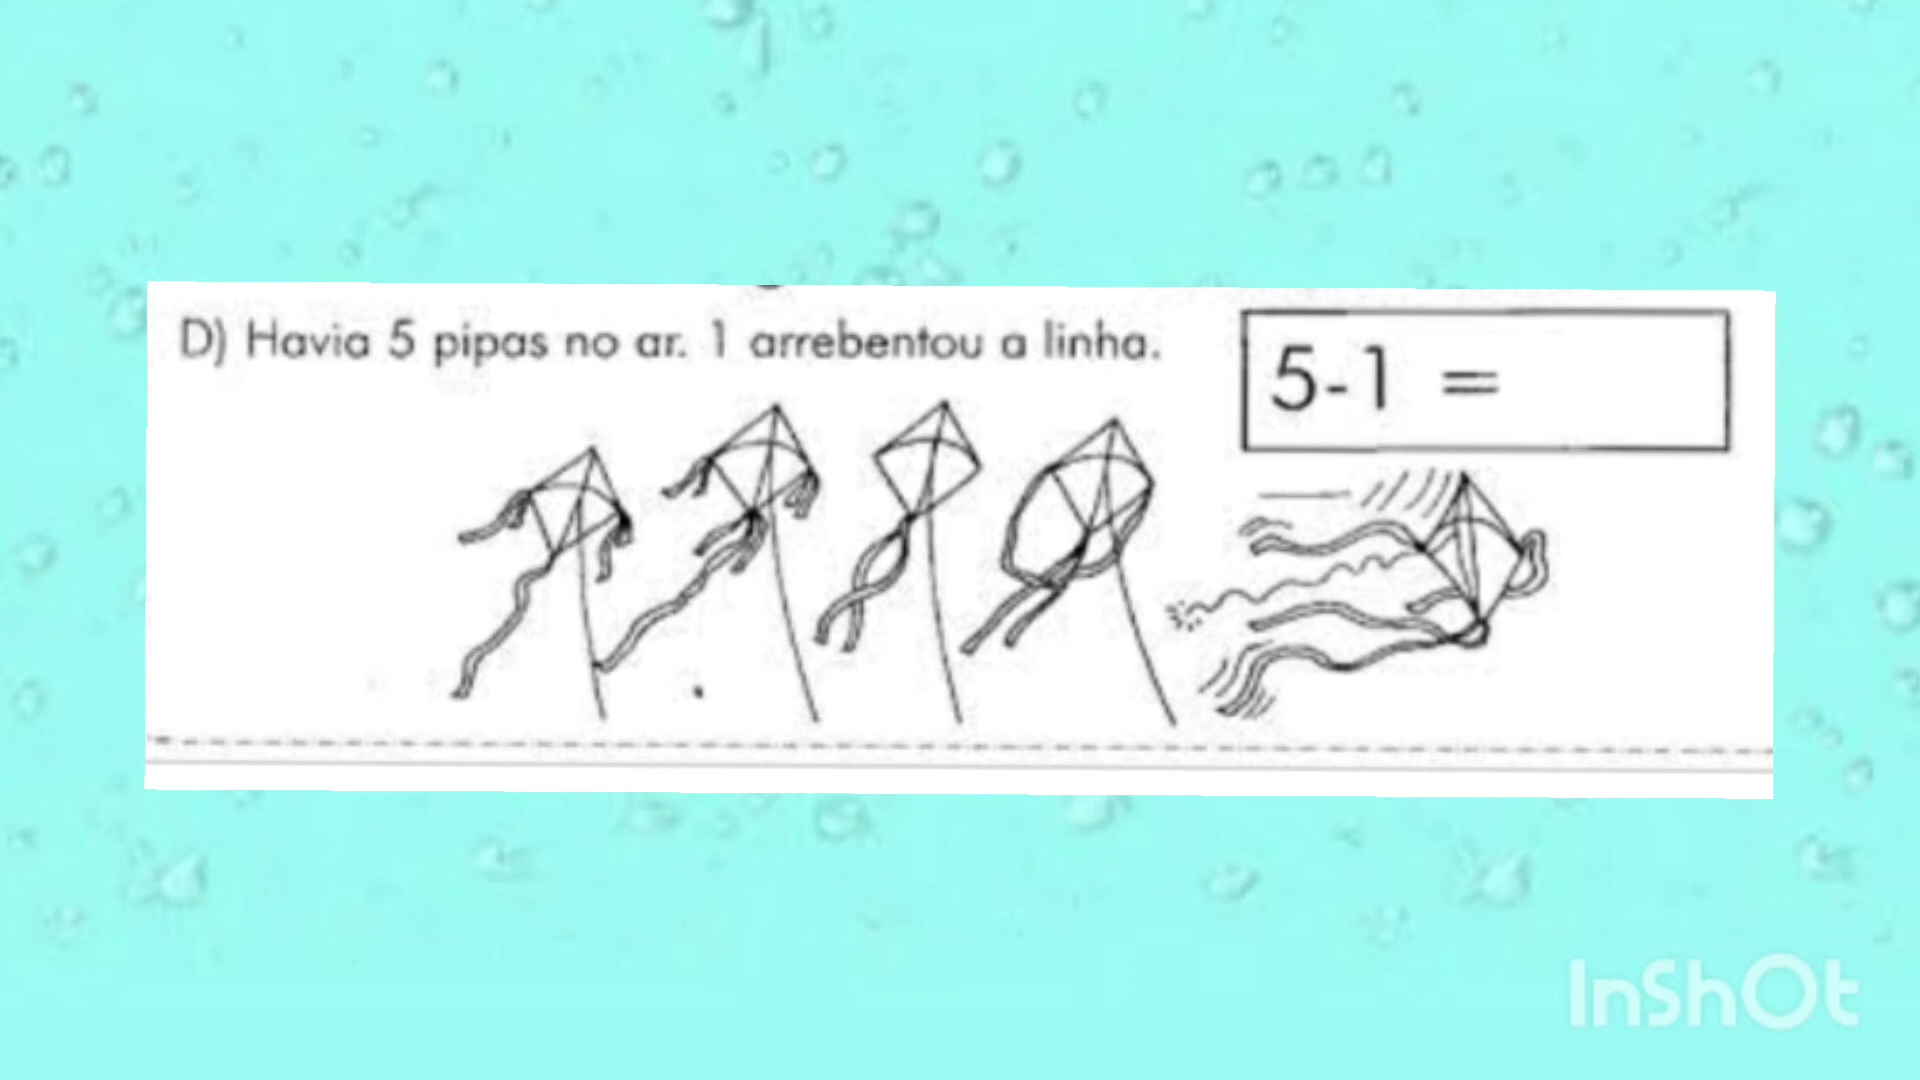 D) Havia 5 pipas no ar. 1 arrebentou a linha.
5-1 =
InShOt